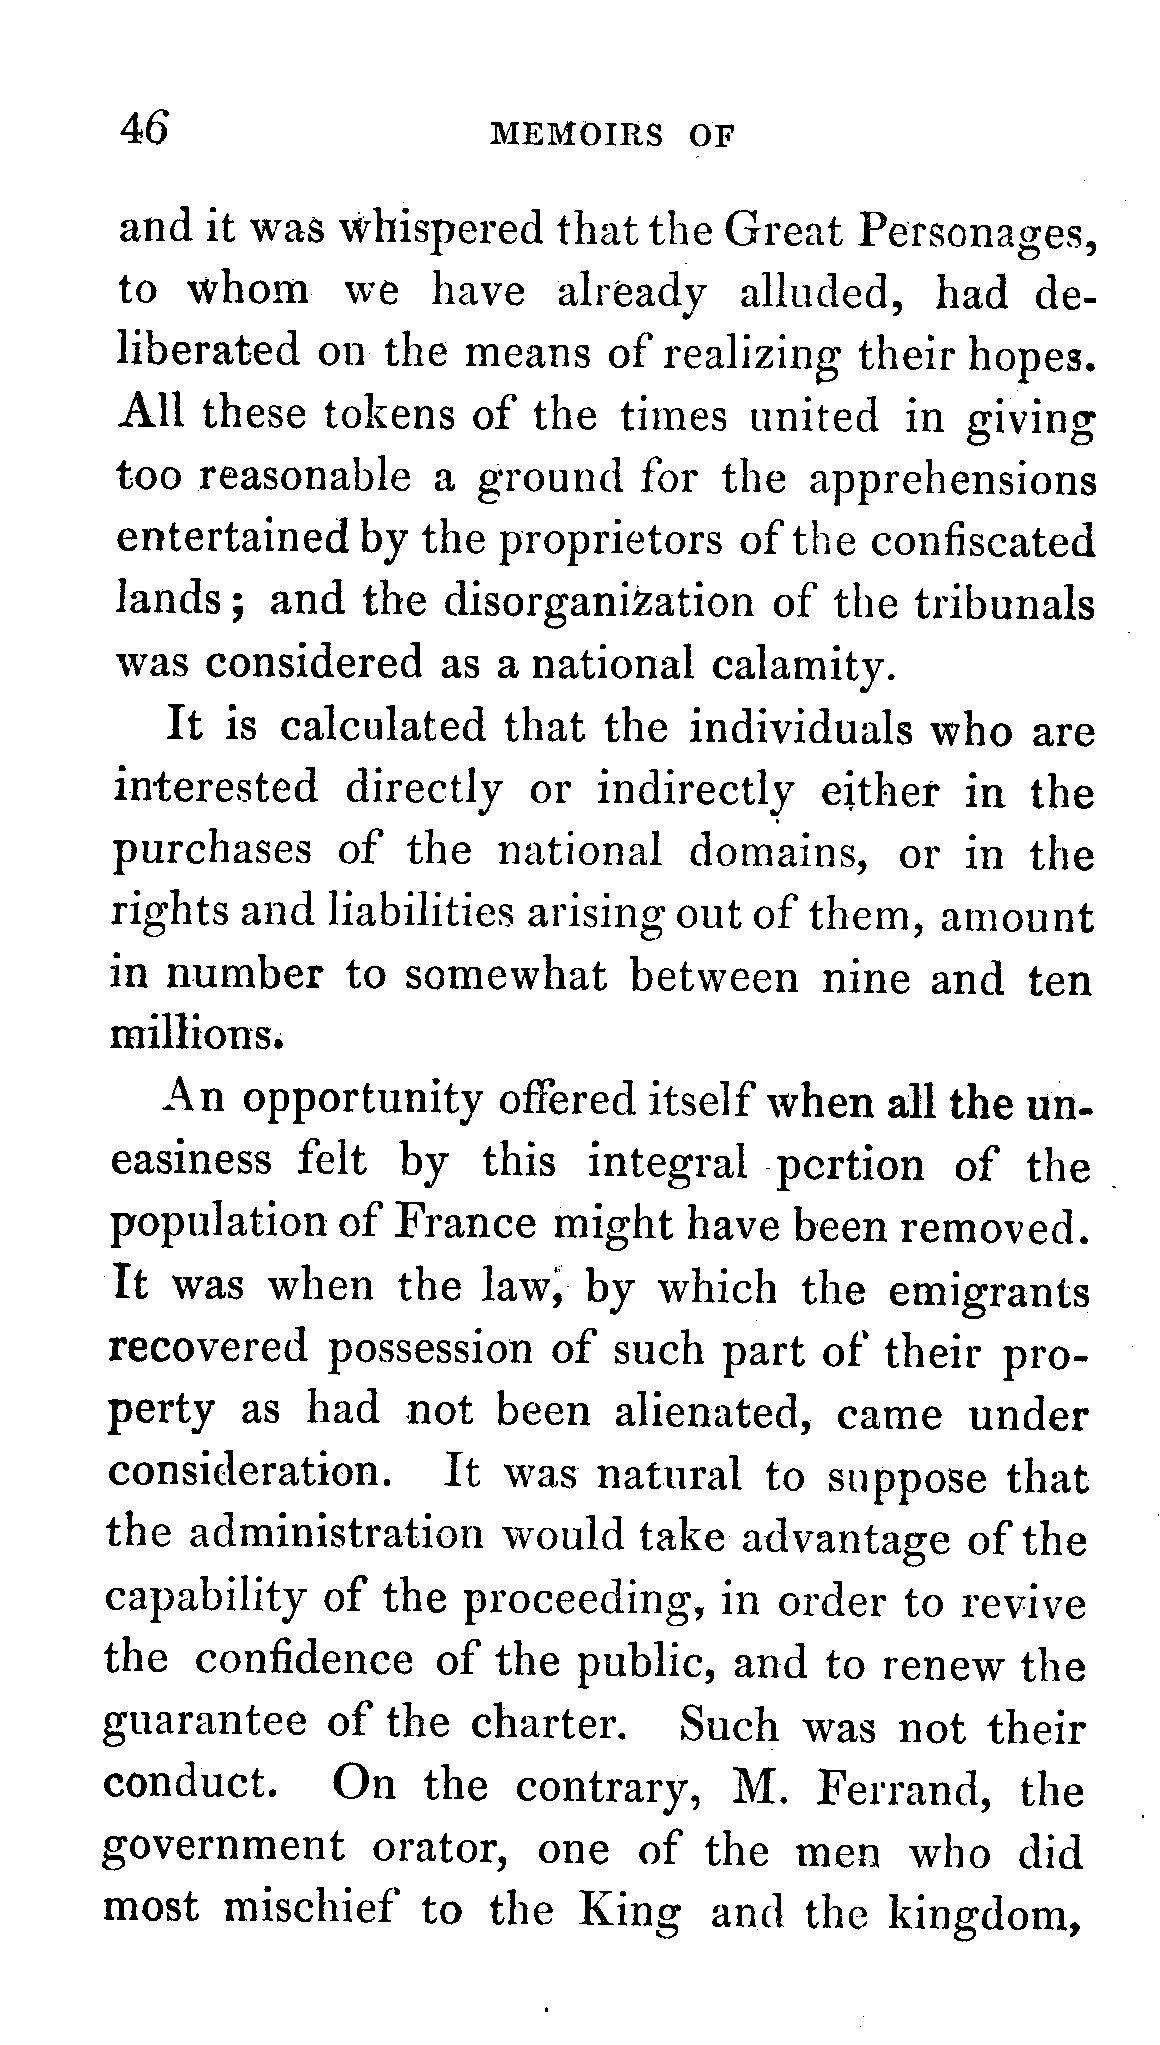 46 MEMOIRS OF
and it was whispered that the Great Personages,
to whom we have already alluded, had de-
liberated on the means of realizing their hopes.
All these tokens of the times united in giving
too reasonable a ground for the apprehensions
entertained by the proprietors of the confiscated
lands; and the disorganization of the tribunals
was considered as a national calamity.
It is calculated that the individuals who are
interested directly or indirectly either in the
purchases of the national domains, or in the
rights and liabilities arising out of them, amount
in number to somewhat between nine and ten
millions.
An opportunity offered itself when all the un-
easiness felt by this integral portion of the
population of France might have been removed.
It was when the law, by which the emigrants
recovered possession of such part of their pro-
perty as had not been alienated, came under
consideration. It was natural to suppose that
the administration would take advantage of the
capability of the proceeding, in order to revive
the confidence of the public, and to renew the
guarantee of the charter. Such was not their
conduct. On the contrary, M. Ferrand, the
government orator, one of the men who did
most mischief to the King and the kingdom,